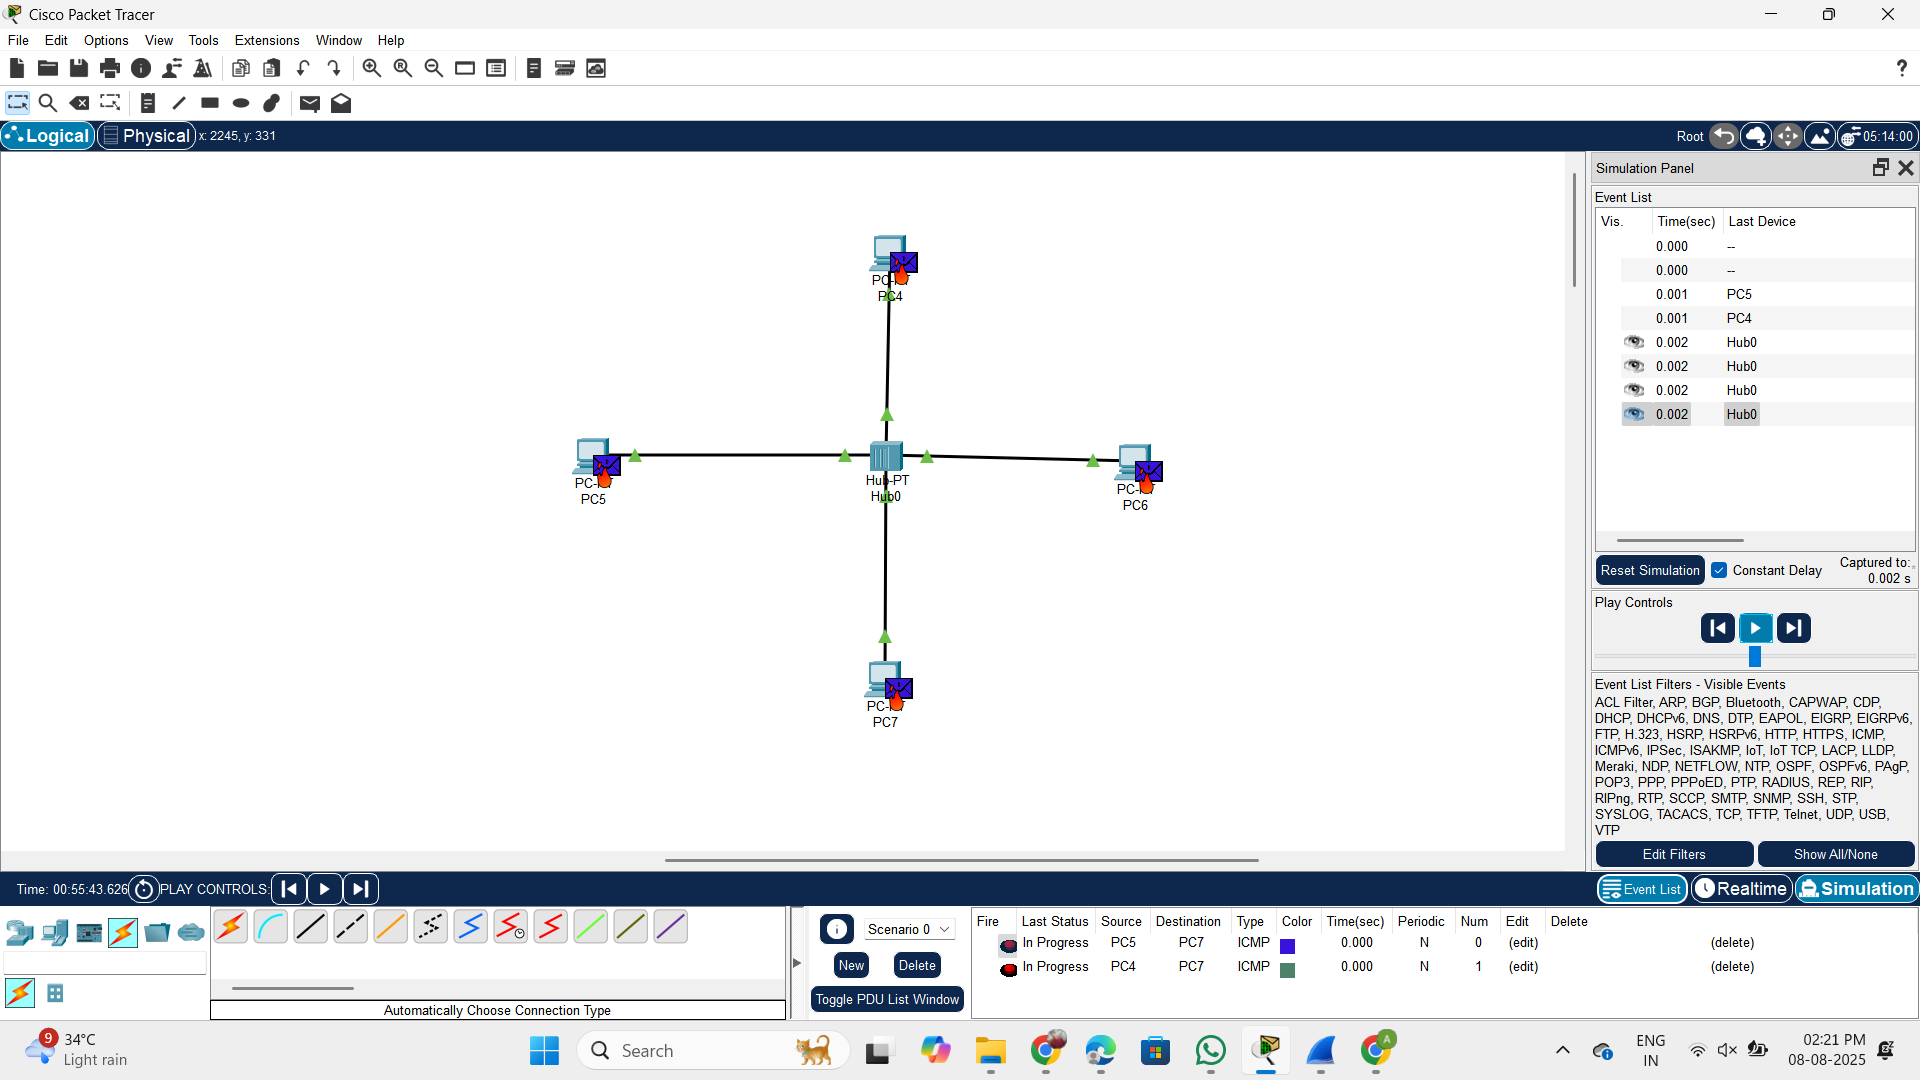 Cisco Packet Tracer
File Edit Options View Tools Extensions Window Help
?
Logical Physical x: 2245, y: 331 Root 05:14:00
Simulation Panel
Event List
Vis. Time(sec) Last Device
0.000 --
0.000 --
0.001 PC5
0.001 PC4
0.002 Hub0
0.002 Hub0
0.002 Hub0
0.002 Hub0
PC4
PC5
Hub-PT
Hub0
PC6
PC7
Reset Simulation Constant Delay Captured to:
0.002 s
Play Controls
Event List Filters - Visible Events
ACL Filter, ARP, BGP, Bluetooth, CAPWAP, CDP,
DHCP, DHCPv6, DNS, DTP, EAPOL, EIGRP, EIGRPv6,
FTP, H.323, HSRP, HSRPv6, HTTP, HTTPS, ICMP,
ICMPv6, IPSec, ISAKMP, IoT, IoT TCP, LACP, LLDP,
Meraki, NDP, NETFLOW, NTP, OSPF, OSPFv6, PAgP,
POP3, PPP, PPPoED, PTP, RADIUS, REP, RIP,
RIPng, RTP, SCCP, SMTP, SNMP, SSH, STP,
SYSLOG, TACACS, TCP, TFTP, Telnet, UDP, USB,
VTP
Edit Filters Show All/None
Time: 00:55:43.626 PLAY CONTROLS: Event List Realtime Simulation
Automatically Choose Connection Type
Scenario 0
New Delete
Toggle PDU List Window
Fire Last Status Source Destination Type Color Time(sec) Periodic Num Edit Delete
In Progress PC5 PC7 ICMP 0.000 N 0 (edit) (delete)
In Progress PC4 PC7 ICMP 0.000 N 1 (edit) (delete)
9 34°C
Light rain
Search
A
ENG
IN
02:21 PM
08-08-2025